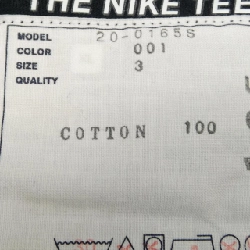 THE NIKE TEE
MODEL 20-0165S
COLOR 001
SIZE 3
QUALITY
COTTON 100